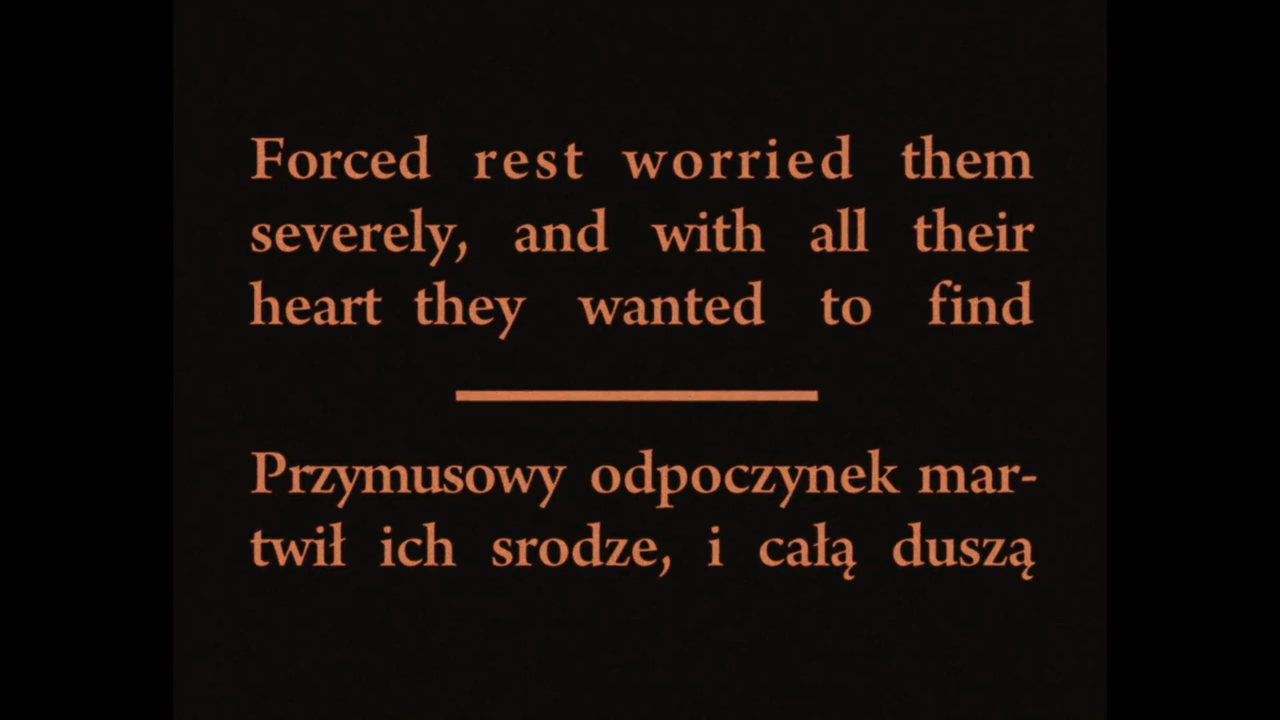 Forced rest worried them
severely, and with all their
heart they wanted to find
Przymusowy odpoczynek mar-
twił ich srodze, i całą duszą